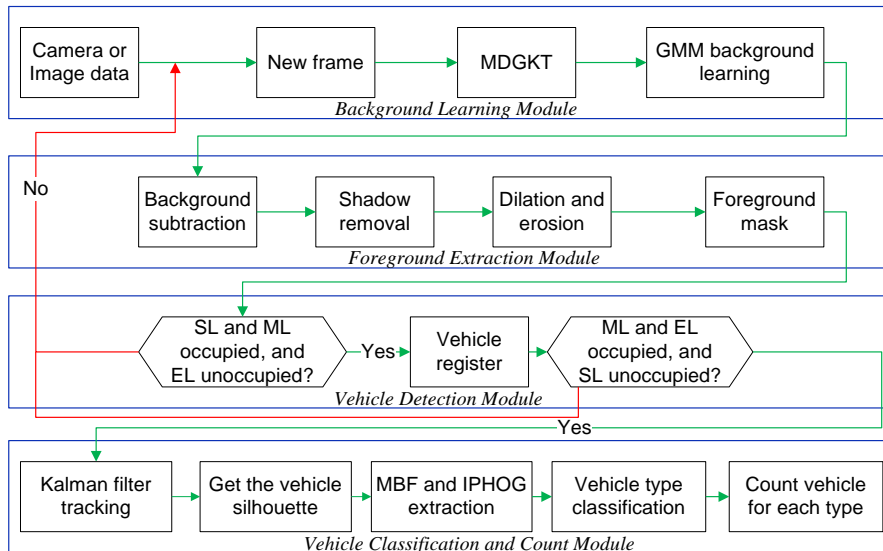 Camera or
Image data
New frame
MDGKT
GMM background
learning
Background Learning Module
No
Background
subtraction
Shadow
removal
Dilation and
erosion
Foreground
mask
Foreground Extraction Module
SL and ML
occupied, and
EL unoccupied?
Yes
Vehicle
register
ML and EL
occupied, and
SL unoccupied?
Vehicle Detection Module
Yes
Kalman filter
tracking
Get the vehicle
silhouette
MBF and IPHOG
extraction
Vehicle type
classification
Count vehicle
for each type
Vehicle Classification and Count Module